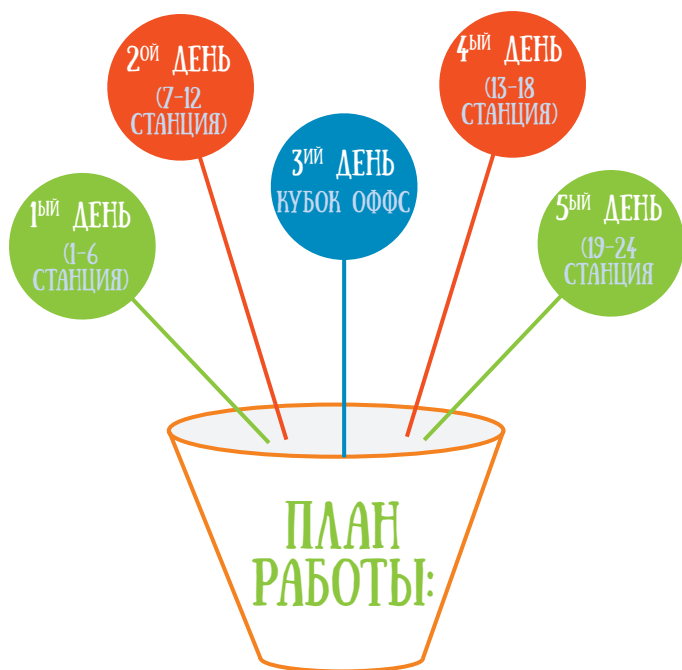 1ЫЙ ДЕНЬ
(1-6
СТАНЦИЯ)
2ОЙ ДЕНЬ
(7-12
СТАНЦИЯ)
3ИЙ ДЕНЬ
КУБОК ОФФС
4ЫЙ ДЕНЬ
(13-18
СТАНЦИЯ)
5ЫЙ ДЕНЬ
(19-24
СТАНЦИЯ
ПЛАН
РАБОТЫ: